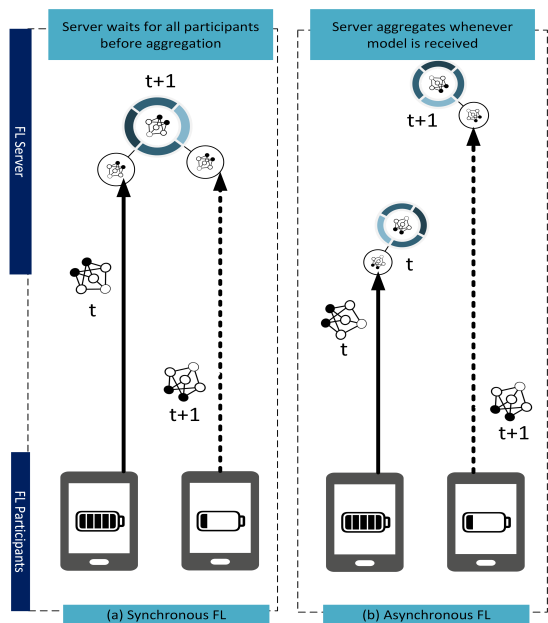 Server waits for all participants
before aggregation
Server aggregates whenever
model is received
FL Server
t+1
t
t+1
t+1
t
t
t+1
FL Participants
(a) Synchronous FL
(b) Asynchronous FL